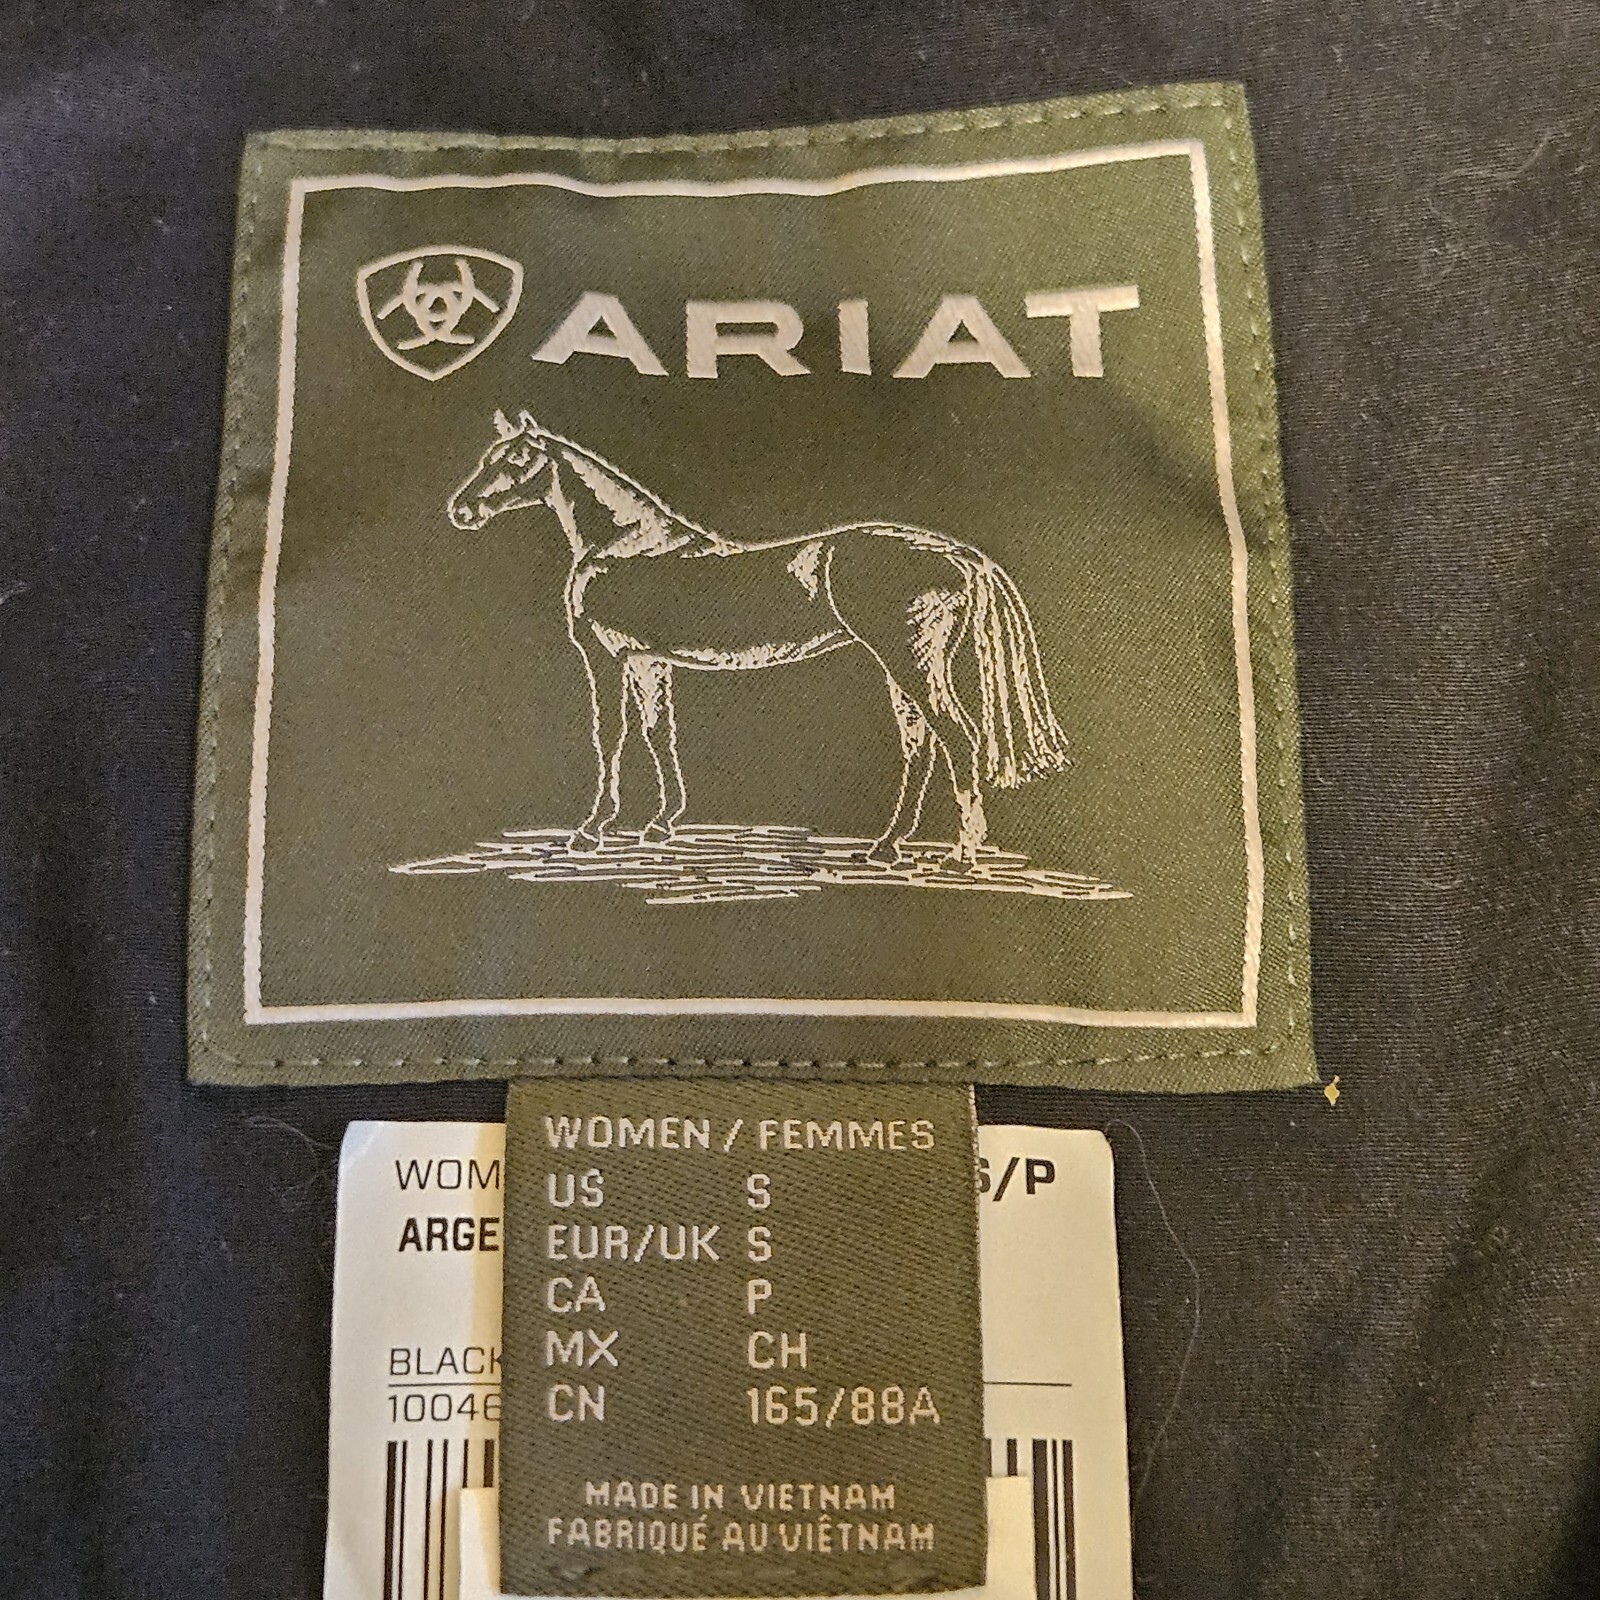 ARIAT
WOMEN / FEMMES
US S
EUR/UK S
CA P
MX CH
CN 165/88A
MADE IN VIETNAM
FABRIQUÉ AU VIÊTNAM
WOM S/P
ARGE
BLACK
10046